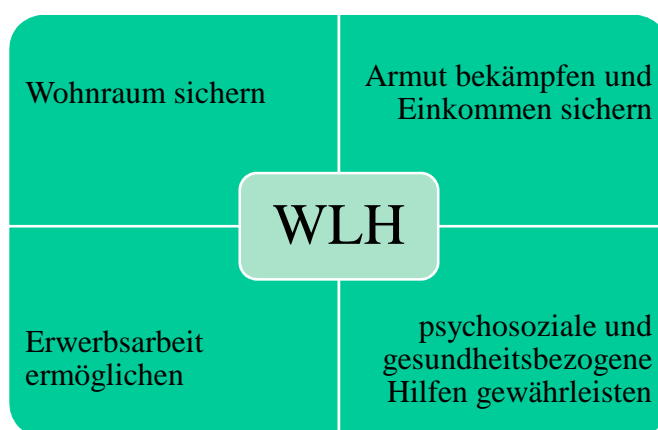 Wohnraum sichern
Armut bekämpfen und
Einkommen sichern
WLH
Erwerbsarbeit
ermöglichen
psychosoziale und
gesundheitsbezogene
Hilfen gewährleisten